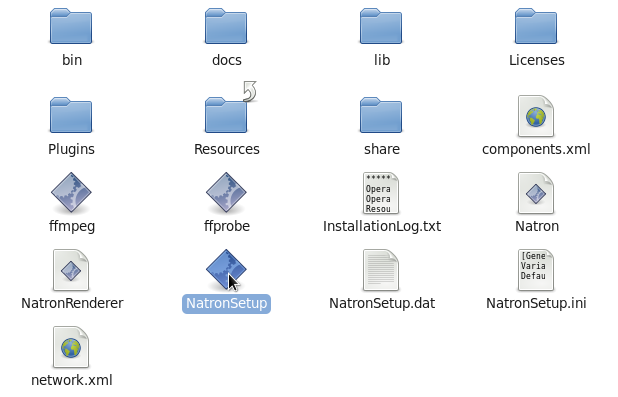 bin docs lib Licenses
Plugins Resources share components.xml
*****
Opera
Opera
Resou
ffmpeg ffprobe InstallationLog.txt Natron
[Gene
Varia
Defau
NatronRenderer NatronSetup NatronSetup.dat NatronSetup.ini
network.xml